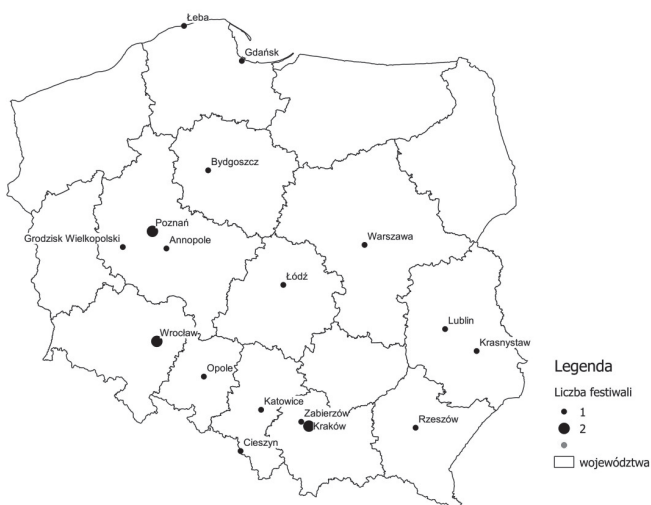 Łeba
Gdańsk
Bydgoszcz
Poznań
Grodzisk Wielkopolski
Annopole
Warszawa
Łódź
Lublin
Wrocław
Krasnystaw
Opole
Katowice
Zabierzów
Kraków
Rzeszów
Cieszyn
Legenda
Liczba festiwali
1
2
województwa